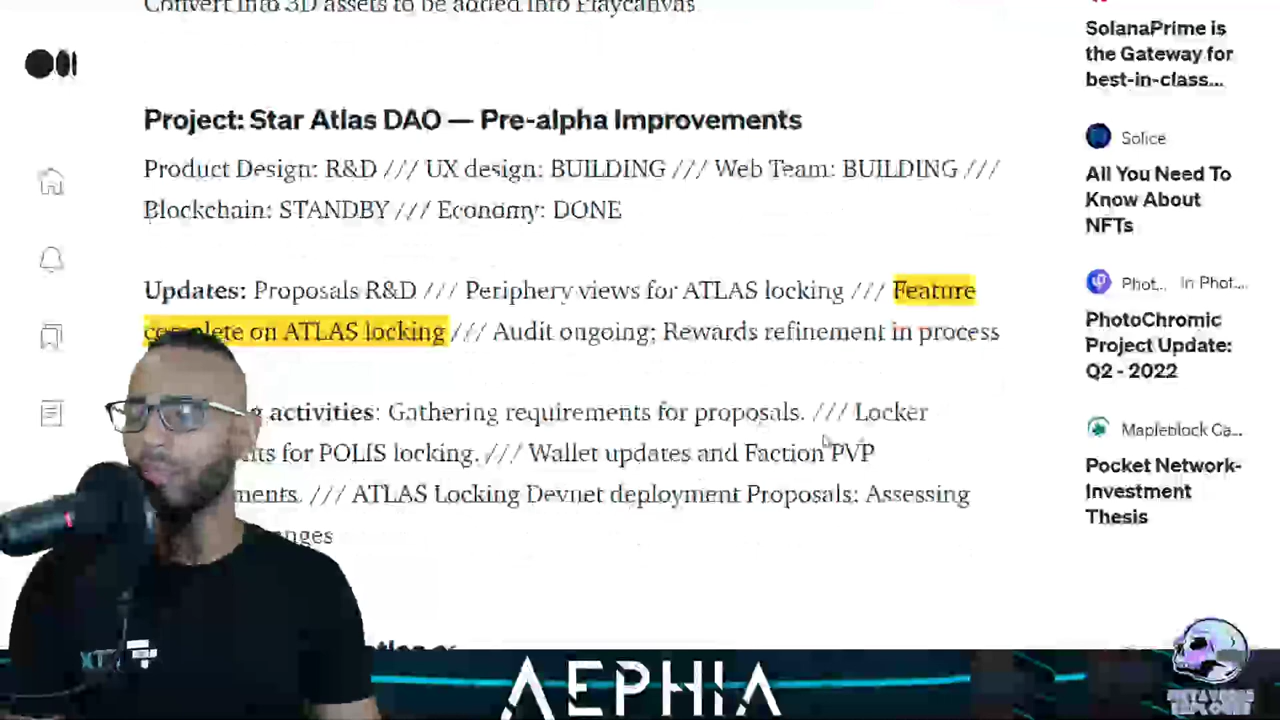 Convert into 3D assets to be added into Playcanvas
Project: Star Atlas DAO — Pre-alpha Improvements
Product Design: R&D /// UX design: BUILDING /// Web Team: BUILDING ///
Blockchain: STANDBY /// Economy: DONE
Updates: Proposals R&D /// Periphery views for ATLAS locking /// Feature
complete on ATLAS locking /// Audit ongoing; Rewards refinement in process
activities: Gathering requirements for proposals. /// Locker
for POLIS locking. /// Wallet updates and Faction PVP
/// ATLAS Locking Devnet deployment Proposals: Assessing
SolanaPrime is
the Gateway for
best-in-class...
Solice
All You Need To
Know About
NFTs
Phot... In Phot...
PhotoChromic
Project Update:
Q2 - 2022
Mapleblock Ca...
Pocket Network-
Investment
Thesis
AEPHIA
METAVERSE
EXPLORER